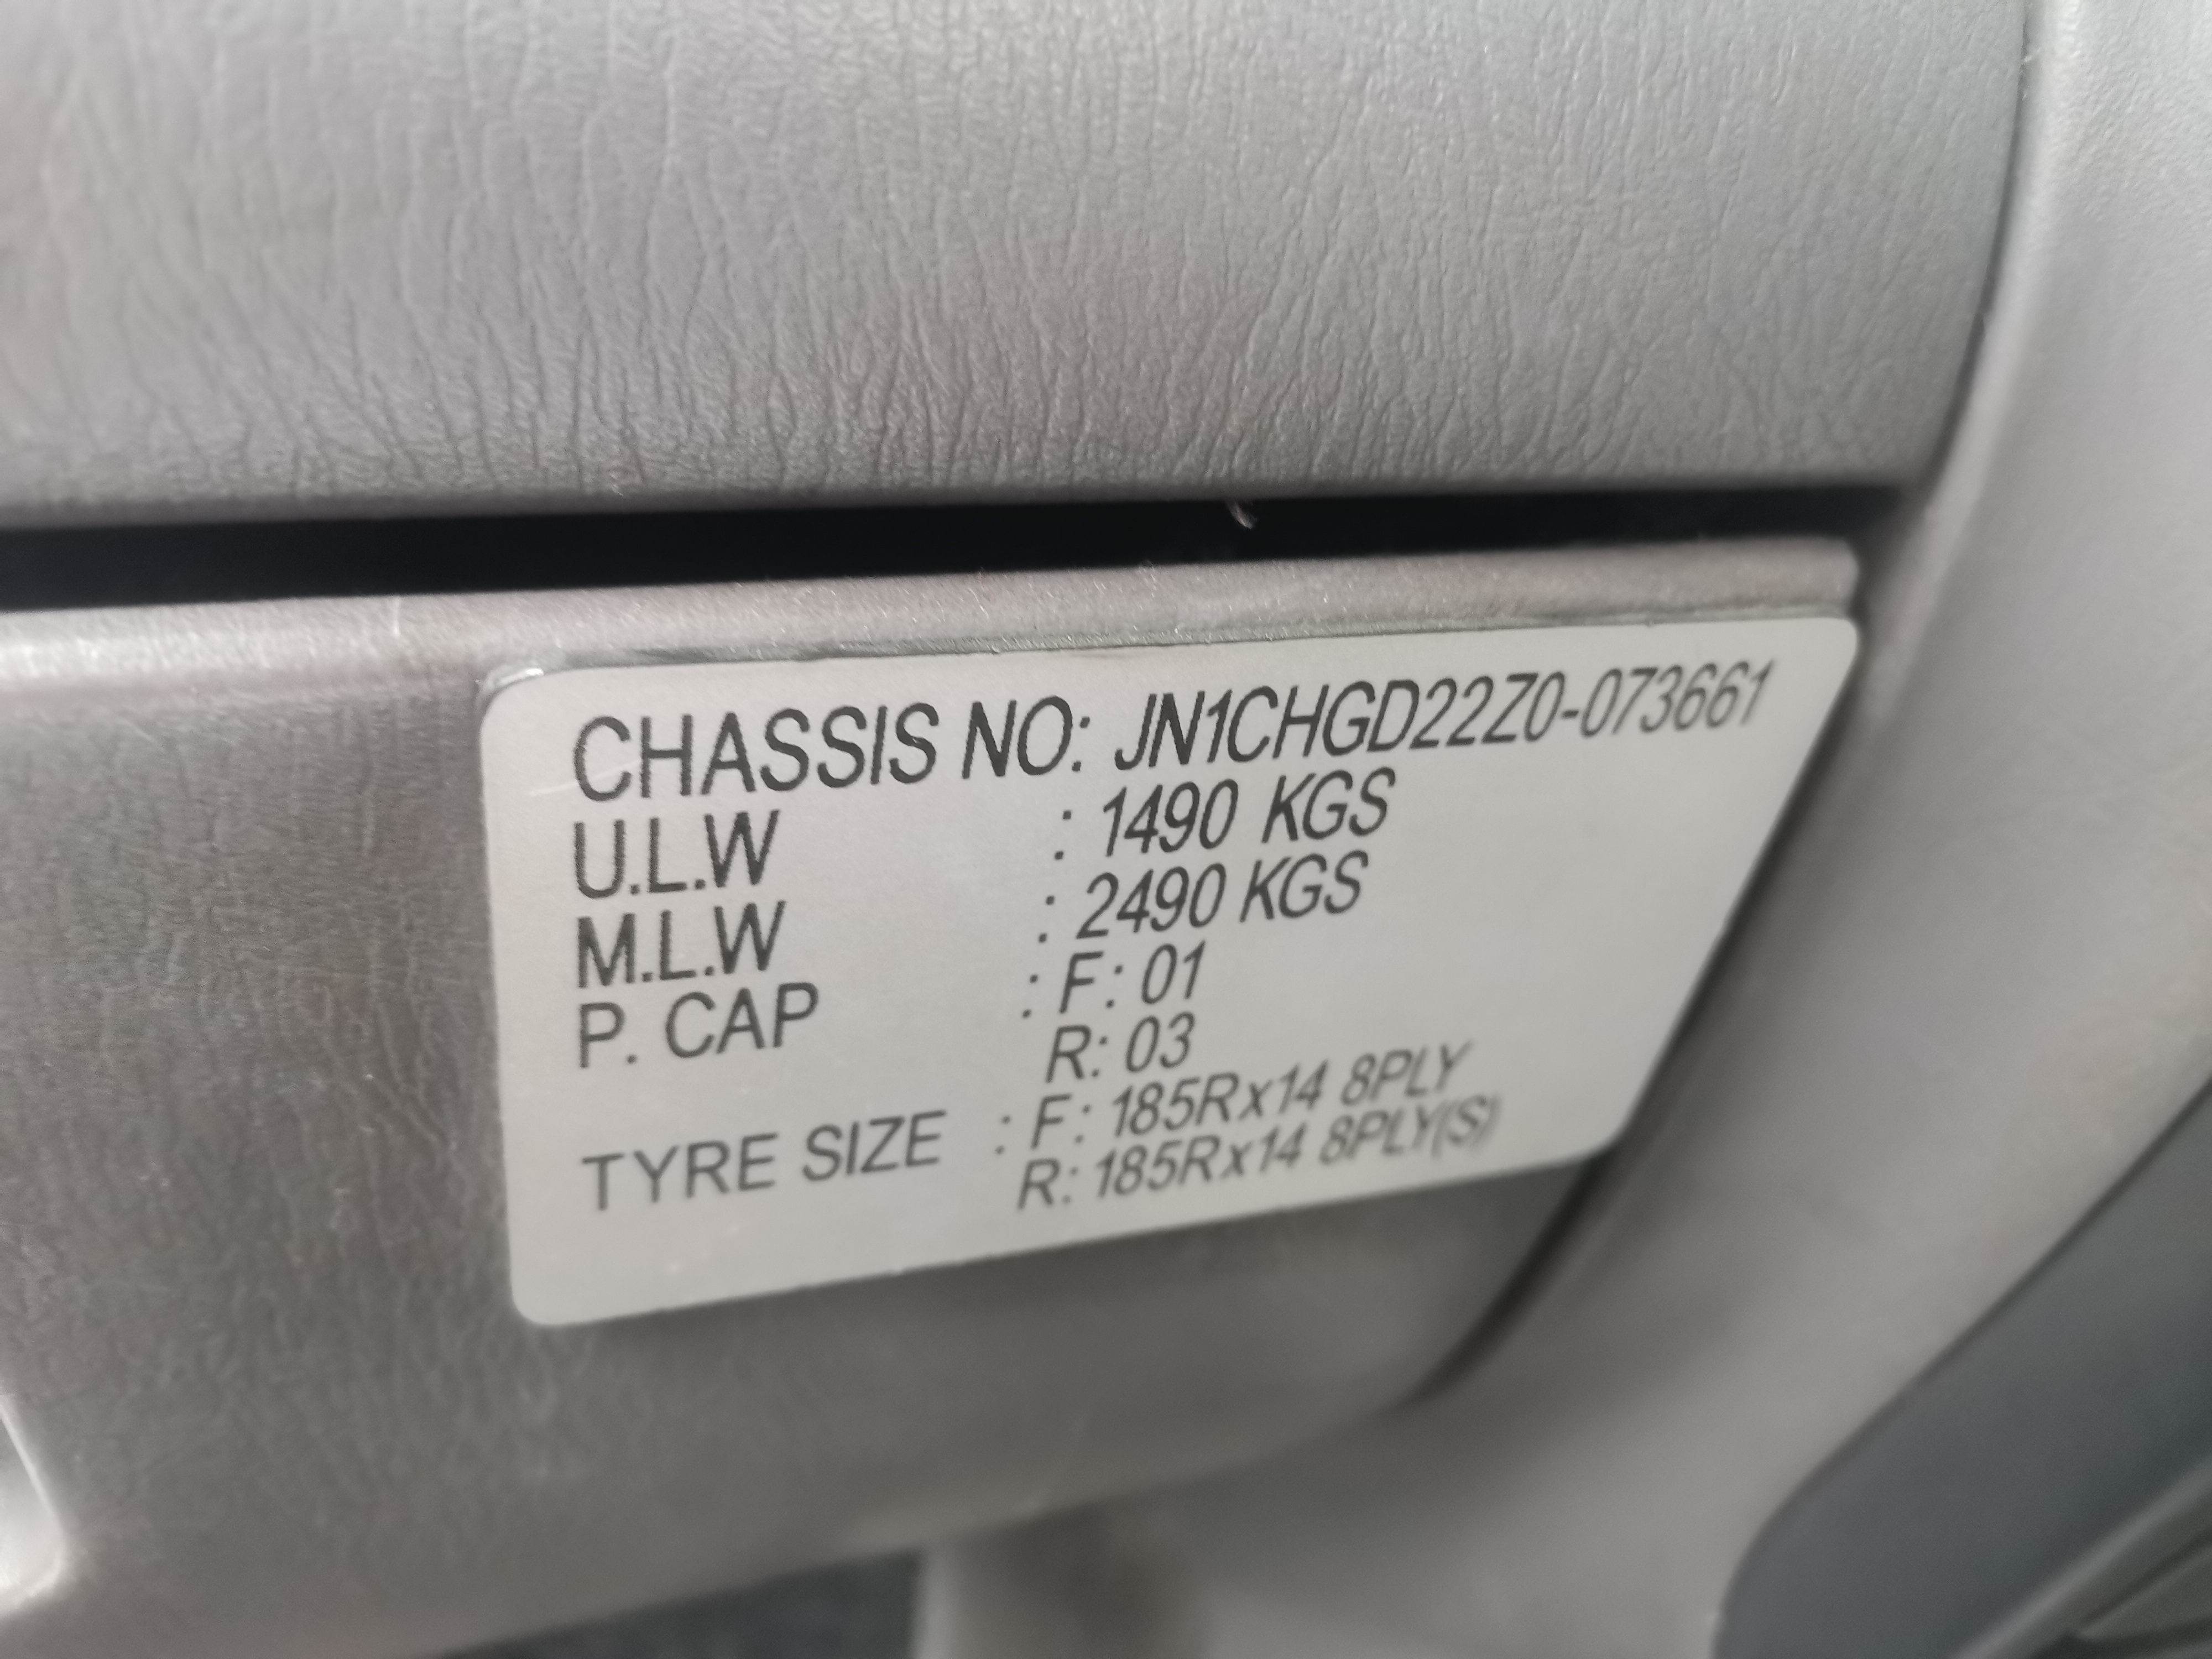 CHASSIS NO: JN1CHGD22Z0-073661
U.L.W : 1490 KGS
M.L.W : 2490 KGS
P. CAP : F: 01
R: 03
TYRE SIZE : F: 185Rx14 8PLY
R: 185Rx14 8PLY(S)